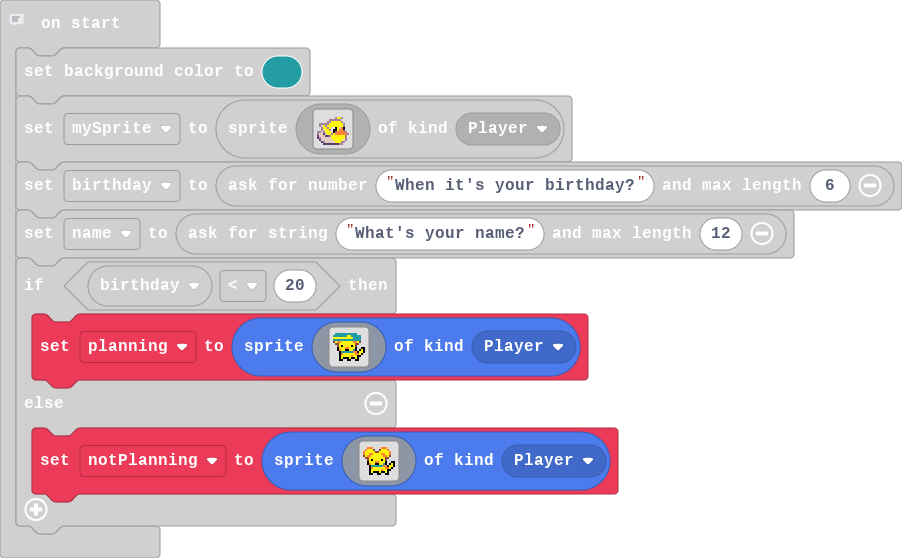 on start
set background color to
set mySprite to sprite of kind Player
set birthday to ask for number "When it's your birthday?" and max length 6
set name to ask for string "What's your name?" and max length 12
if birthday < 20 then
set planning to sprite of kind Player
else
set notPlanning to sprite of kind Player